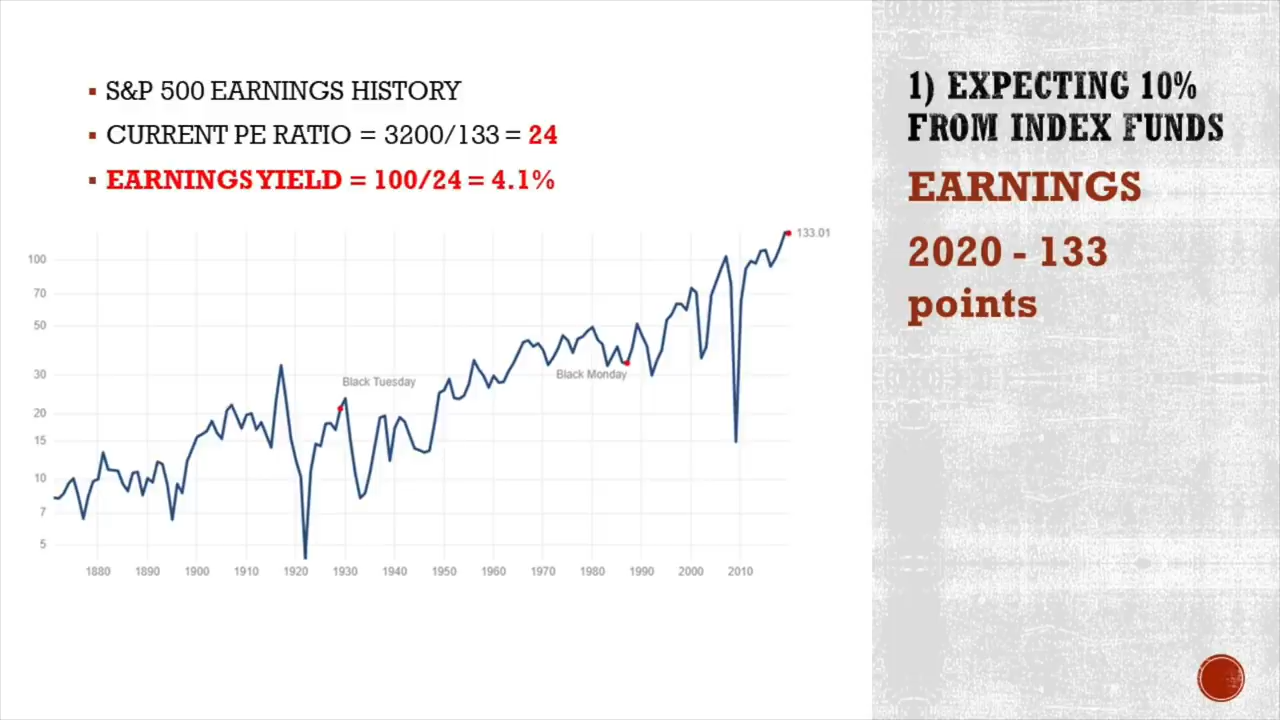 S&P 500 EARNINGS HISTORY
CURRENT PE RATIO = 3200/133 = 24
EARNINGS YIELD = 100/24 = 4.1%
1) EXPECTING 10%
FROM INDEX FUNDS
EARNINGS
2020 - 133
points
133.01
100
70
50
30
20
15
10
7
5
Black Tuesday
Black Monday
1880 1890 1900 1910 1920 1930 1940 1950 1960 1970 1980 1990 2000 2010